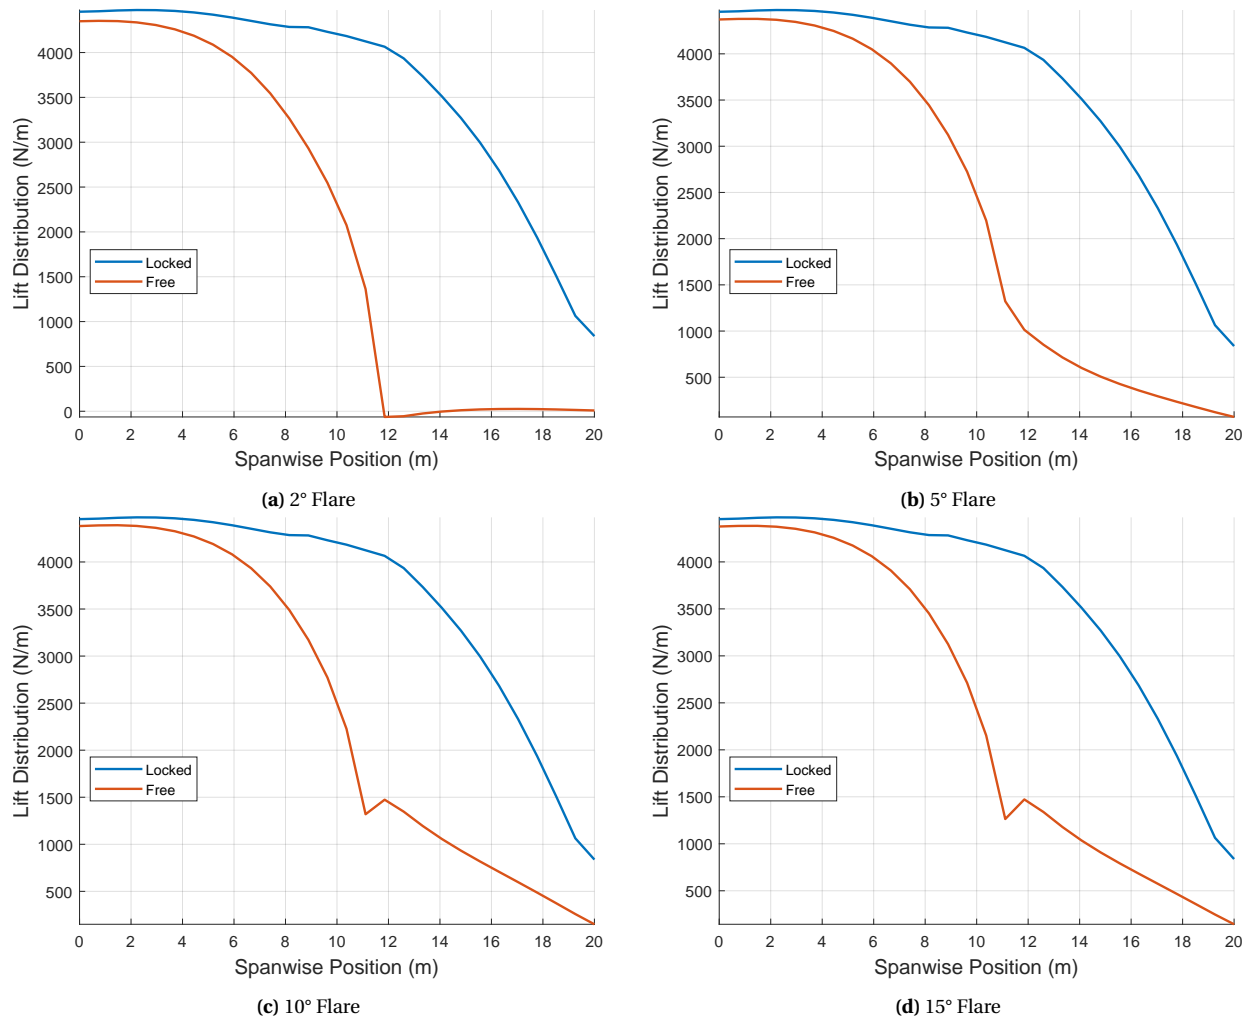 Lift Distribution (N/m)
4000
3500
3000
2500
2000
1500
1000
500
0
Locked
Free
0 2 4 6 8 10 12 14 16 18 20
Spanwise Position (m)
(a) 2° Flare
Lift Distribution (N/m)
4000
3500
3000
2500
2000
1500
1000
500
Locked
Free
0 2 4 6 8 10 12 14 16 18 20
Spanwise Position (m)
(b) 5° Flare
Lift Distribution (N/m)
4000
3500
3000
2500
2000
1500
1000
500
Locked
Free
0 2 4 6 8 10 12 14 16 18 20
Spanwise Position (m)
(c) 10° Flare
Lift Distribution (N/m)
4000
3500
3000
2500
2000
1500
1000
500
Locked
Free
0 2 4 6 8 10 12 14 16 18 20
Spanwise Position (m)
(d) 15° Flare